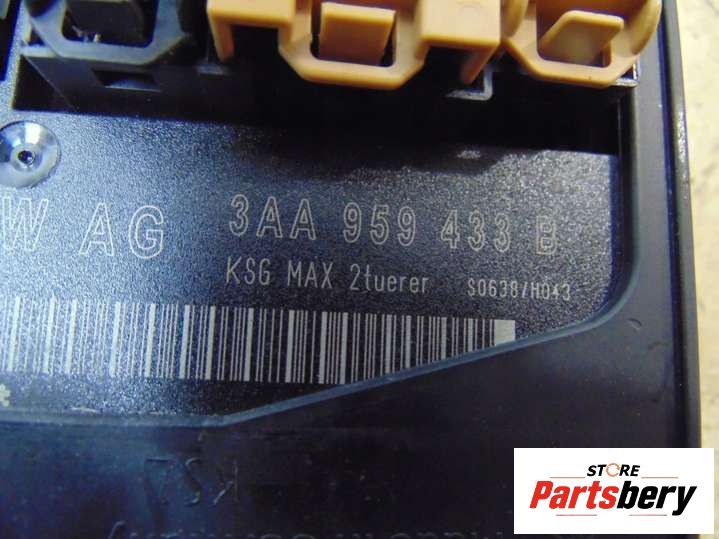 W AG 3AA 959 433 B
KSG MAX 2tuerer S0638/H043
STORE
Partsbery